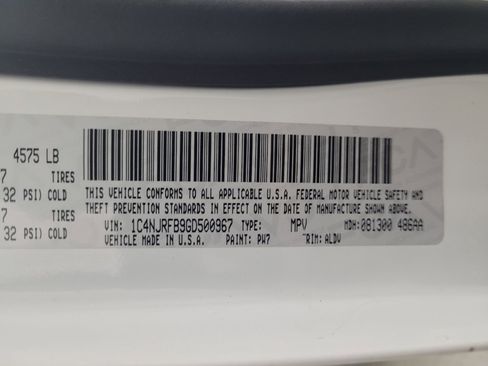 4575 LB
7 TIRES
32 PSI) COLD
7 TIRES
32 PSI) COLD
THIS VEHICLE CONFORMS TO ALL APPLICABLE U.S.A. FEDERAL MOTOR VEHICLE SAFETY AND
THEFT PREVENTION STANDARDS IN EFFECT ON THE DATE OF MANUFACTURE SHOWN ABOVE.
VIN: 1C4NJRFB9GD500967 TYPE: MPV MDH: 081300 486AA
VEHICLE MADE IN U.S.A. PAINT: PW7 TRIM: ALDV